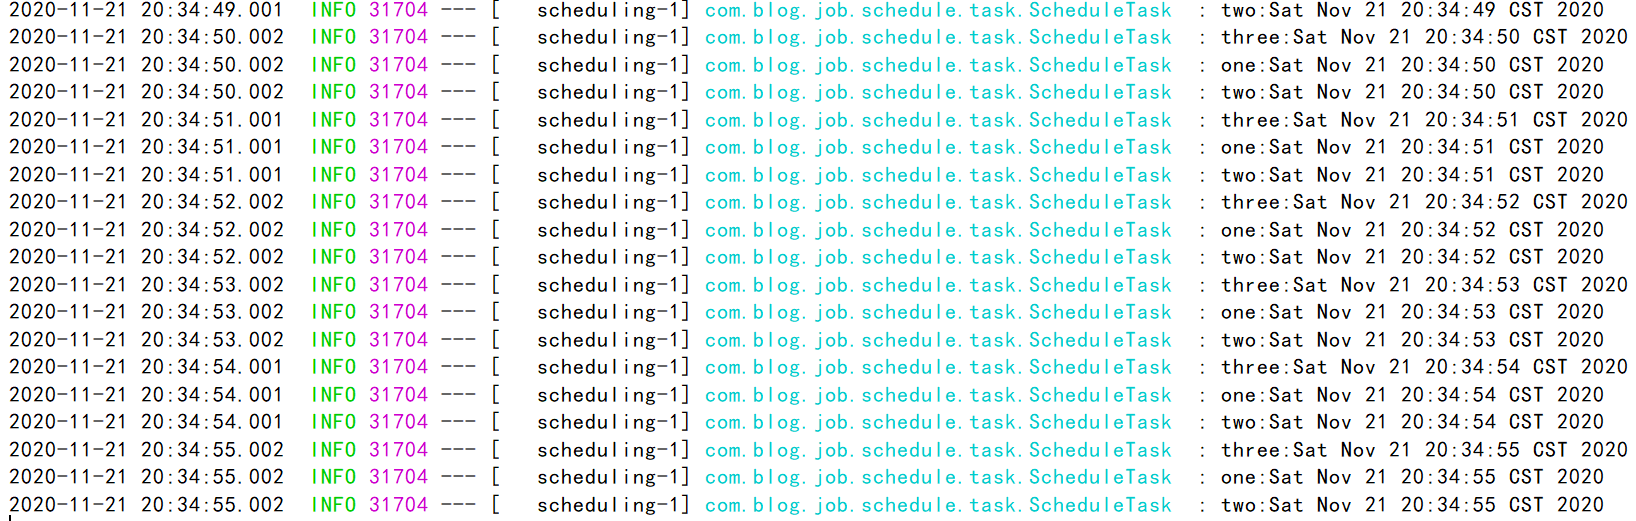 2020-11-21 20:34:49.001  INFO 31704 --- [   scheduling-1] com.blog.job.schedule.task.ScheduleTask  : two:Sat Nov 21 20:34:49 CST 2020
2020-11-21 20:34:50.002  INFO 31704 --- [   scheduling-1] com.blog.job.schedule.task.ScheduleTask  : three:Sat Nov 21 20:34:50 CST 2020
2020-11-21 20:34:50.002  INFO 31704 --- [   scheduling-1] com.blog.job.schedule.task.ScheduleTask  : one:Sat Nov 21 20:34:50 CST 2020
2020-11-21 20:34:50.002  INFO 31704 --- [   scheduling-1] com.blog.job.schedule.task.ScheduleTask  : two:Sat Nov 21 20:34:50 CST 2020
2020-11-21 20:34:51.001  INFO 31704 --- [   scheduling-1] com.blog.job.schedule.task.ScheduleTask  : three:Sat Nov 21 20:34:51 CST 2020
2020-11-21 20:34:51.001  INFO 31704 --- [   scheduling-1] com.blog.job.schedule.task.ScheduleTask  : one:Sat Nov 21 20:34:51 CST 2020
2020-11-21 20:34:51.001  INFO 31704 --- [   scheduling-1] com.blog.job.schedule.task.ScheduleTask  : two:Sat Nov 21 20:34:51 CST 2020
2020-11-21 20:34:52.002  INFO 31704 --- [   scheduling-1] com.blog.job.schedule.task.ScheduleTask  : three:Sat Nov 21 20:34:52 CST 2020
2020-11-21 20:34:52.002  INFO 31704 --- [   scheduling-1] com.blog.job.schedule.task.ScheduleTask  : one:Sat Nov 21 20:34:52 CST 2020
2020-11-21 20:34:52.002  INFO 31704 --- [   scheduling-1] com.blog.job.schedule.task.ScheduleTask  : two:Sat Nov 21 20:34:52 CST 2020
2020-11-21 20:34:53.002  INFO 31704 --- [   scheduling-1] com.blog.job.schedule.task.ScheduleTask  : three:Sat Nov 21 20:34:53 CST 2020
2020-11-21 20:34:53.002  INFO 31704 --- [   scheduling-1] com.blog.job.schedule.task.ScheduleTask  : one:Sat Nov 21 20:34:53 CST 2020
2020-11-21 20:34:53.002  INFO 31704 --- [   scheduling-1] com.blog.job.schedule.task.ScheduleTask  : two:Sat Nov 21 20:34:53 CST 2020
2020-11-21 20:34:54.001  INFO 31704 --- [   scheduling-1] com.blog.job.schedule.task.ScheduleTask  : three:Sat Nov 21 20:34:54 CST 2020
2020-11-21 20:34:54.001  INFO 31704 --- [   scheduling-1] com.blog.job.schedule.task.ScheduleTask  : one:Sat Nov 21 20:34:54 CST 2020
2020-11-21 20:34:54.001  INFO 31704 --- [   scheduling-1] com.blog.job.schedule.task.ScheduleTask  : two:Sat Nov 21 20:34:54 CST 2020
2020-11-21 20:34:55.002  INFO 31704 --- [   scheduling-1] com.blog.job.schedule.task.ScheduleTask  : three:Sat Nov 21 20:34:55 CST 2020
2020-11-21 20:34:55.002  INFO 31704 --- [   scheduling-1] com.blog.job.schedule.task.ScheduleTask  : one:Sat Nov 21 20:34:55 CST 2020
2020-11-21 20:34:55.002  INFO 31704 --- [   scheduling-1] com.blog.job.schedule.task.ScheduleTask  : two:Sat Nov 21 20:34:55 CST 2020